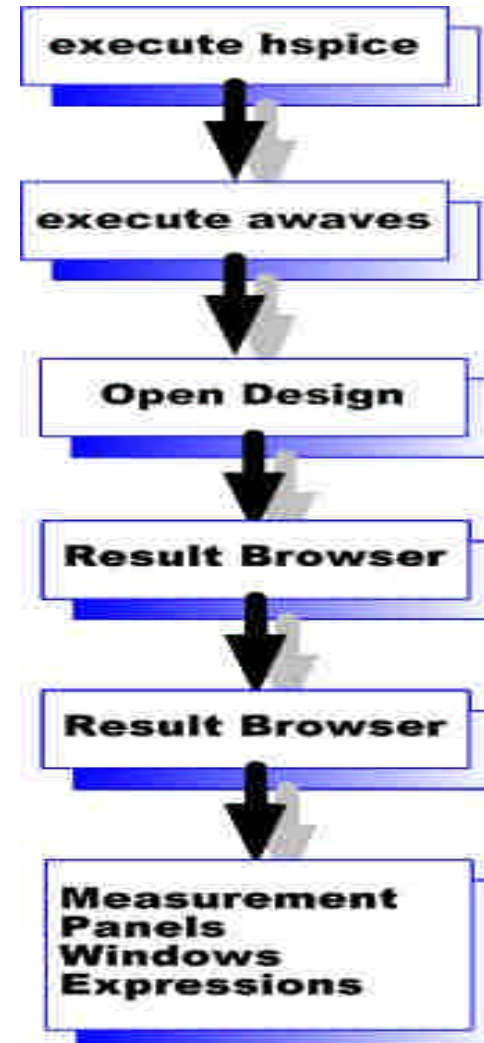 execute hspice
execute awaves
Open Design
Result Browser
Result Browser
Measurement
Panels
Windows
Expressions